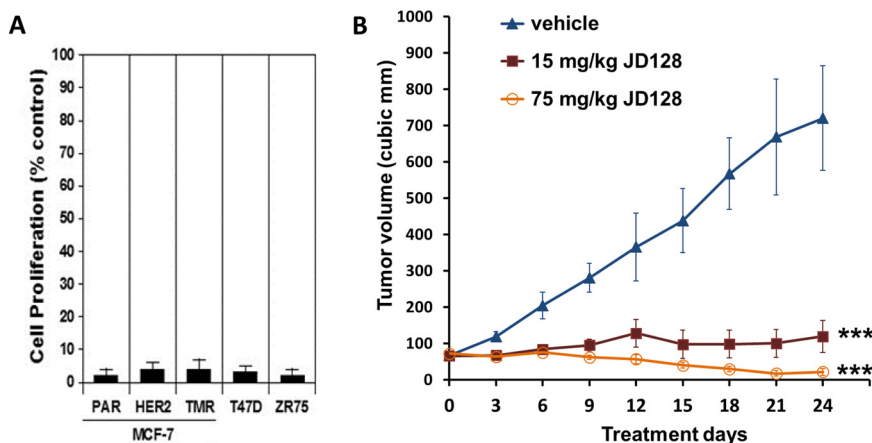 A
Cell Proliferation (% control)
100
90
80
70
60
50
40
30
20
10
0
PAR HER2 TMR T47D ZR75
MCF-7
B
Tumor volume (cubic mm)
1000
900
800
700
600
500
400
300
200
100
0
vehicle
15 mg/kg JD128
75 mg/kg JD128
***
***
0 3 6 9 12 15 18 21 24
Treatment days